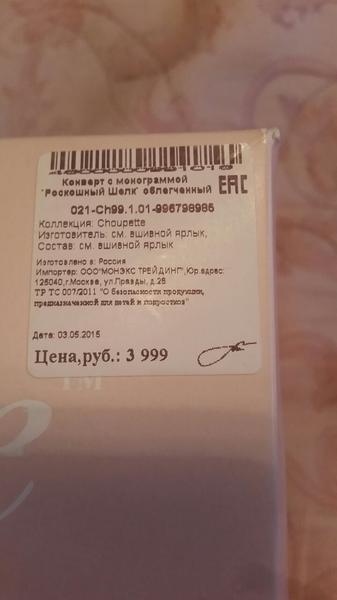 Конверт с монограммой
"Роскошный Шелк" облегченный
EAC
021-Ch99.1.01-996798985
Коллекция: Choupette
Изготовитель: см. вшивной ярлык,
Состав: см. вшивной ярлык
Изготовлено в: Россия
Импортер: ООО"МОНЭКС ТРЕЙДИНГ",Юр.адрес:
125040,г.Москва, ул.Правды, д.26
ТР ТС 007/2011 "О безопасности продукции,
предназначенной для детей и подростков"
Дата: 03.05.2015
Цена,руб.: 3 999
TM